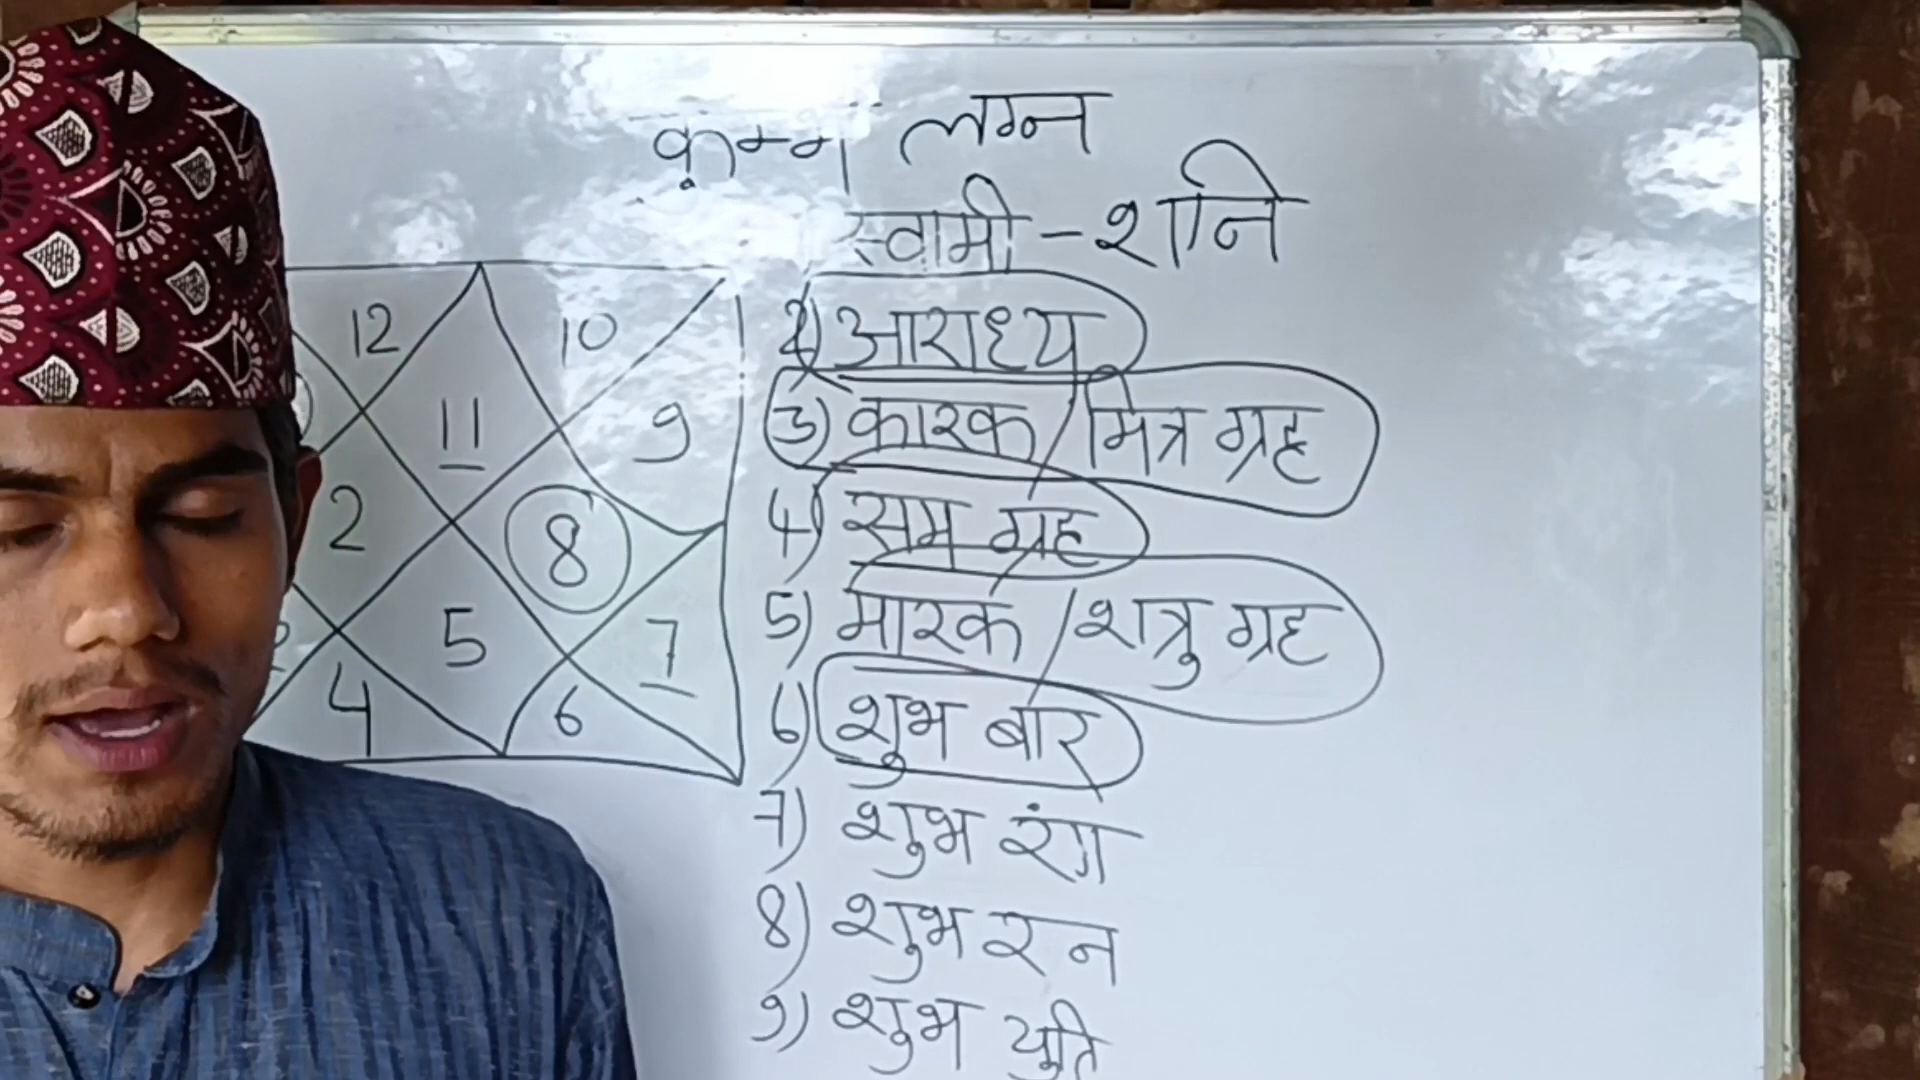 कुम्भ लग्न
स्वामी - शनि
12
10
11
9
2
8
5
7
4
6
2) आराध्य
3) कारक / मित्र ग्रह
4) सम ग्रह
5) मारक / शत्रु ग्रह
6) शुभ बार
7) शुभ रंग
8) शुभ रत्न
9) शुभ युति